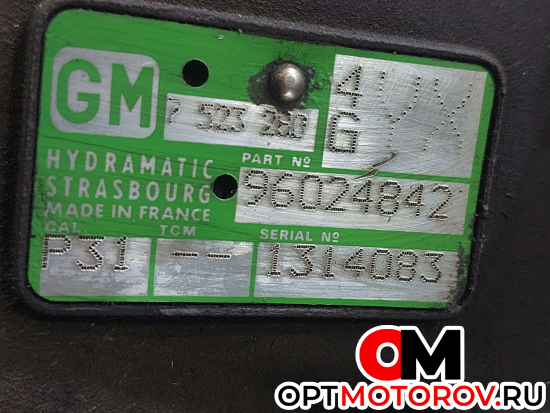 GM
7 523 260
4
G
HYDRAMATIC
STRASBOURG
MADE IN FRANCE
PART Nº
96024842
CAL
TCM
SERIAL Nº
P31
--
1314083
OM
OPTMOTOROV.RU